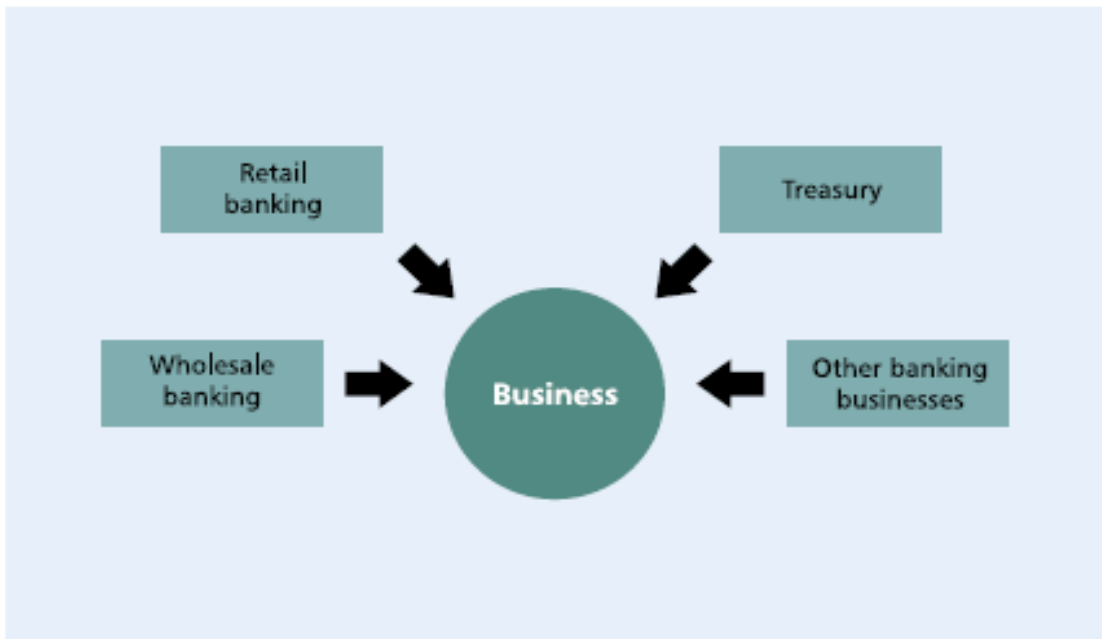 Retail
banking
Treasury
Wholesale
banking
Business
Other banking
businesses